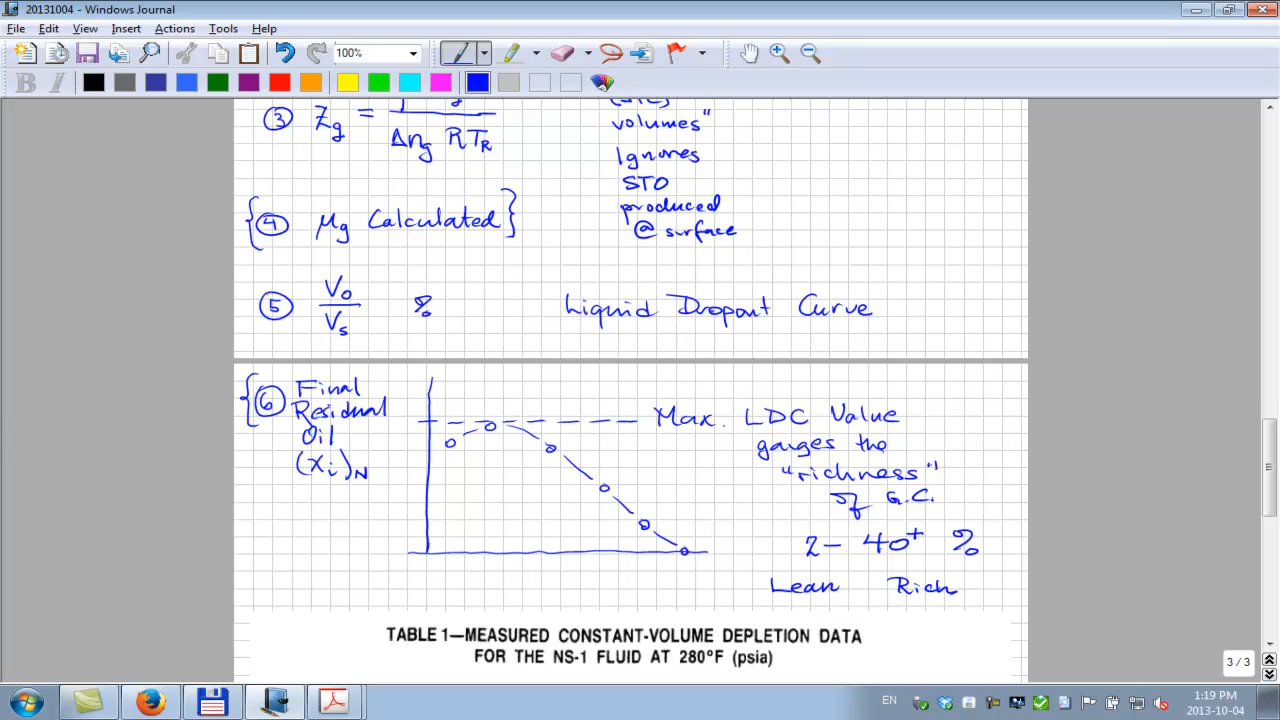 20131004 - Windows Journal
File Edit View Insert Actions Tools Help
100%
B I
③ Zg =
Δng RTR
volumes"
Ignores
STO
produced
@ surface
{④ μg Calculated}
⑤ Vo / Vs % Liquid Dropout Curve
{⑥ Final
Residual
Oil
(xi)N
Max. LDC Value
gauges the
"richness"
of G.C.
2 - 40+ %
Lean Rich
TABLE 1—MEASURED CONSTANT-VOLUME DEPLETION DATA
FOR THE NS-1 FLUID AT 280°F (psia)
3 / 3
EN
1:19 PM
2013-10-04